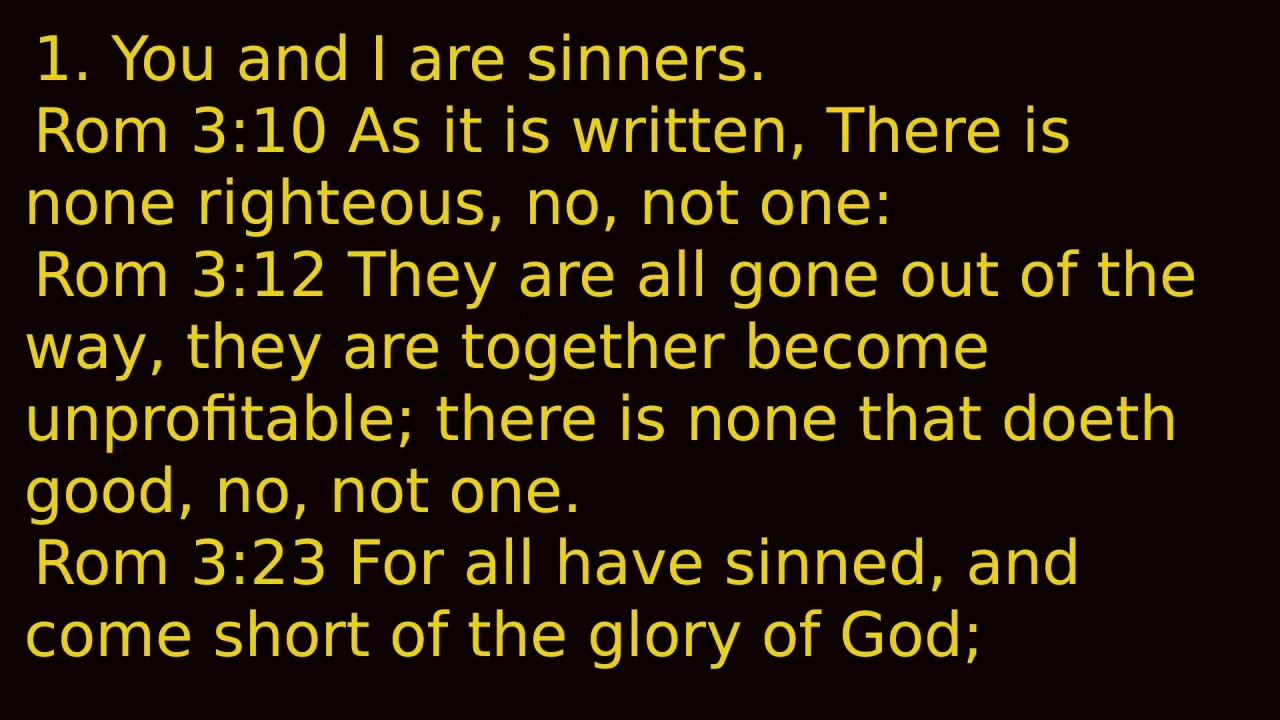 1. You and I are sinners.
Rom 3:10 As it is written, There is
none righteous, no, not one:
Rom 3:12 They are all gone out of the
way, they are together become
unprofitable; there is none that doeth
good, no, not one.
Rom 3:23 For all have sinned, and
come short of the glory of God;